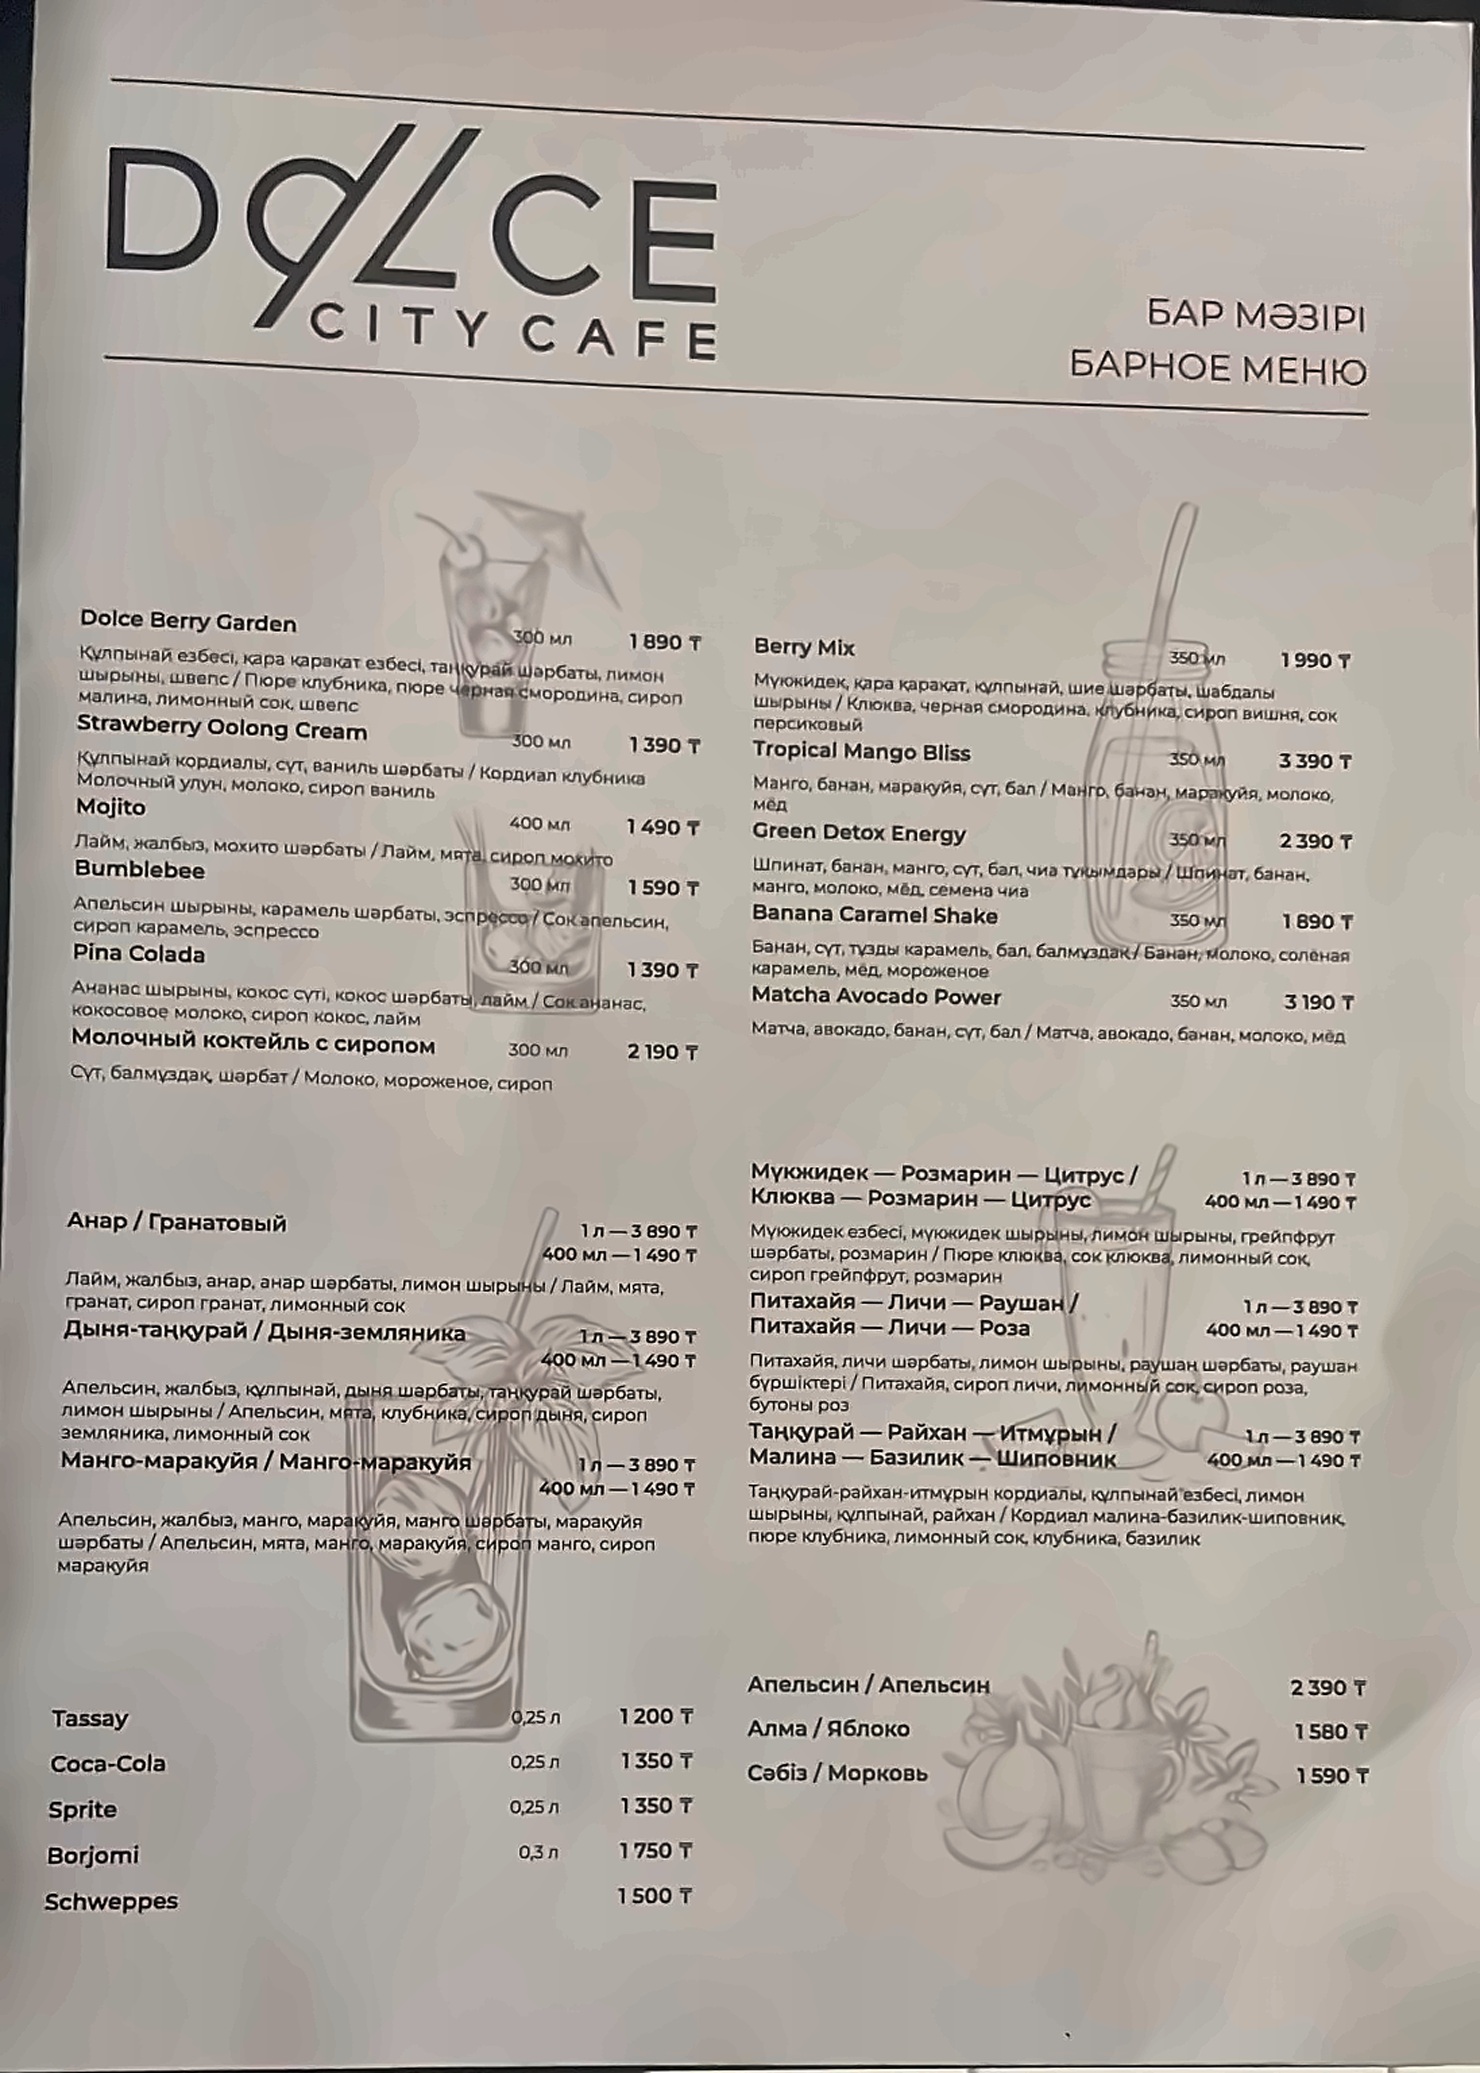 DOLCE
CITY CAFE
БАР МӘЗІРІ
БАРНОЕ МЕНЮ
Dolce Berry Garden 300 мл 1 890 ₸
Құлпынай езбесі, қара қарақат езбесі, таңқурай шәрбаты, лимон
шырыны, швепс / Пюре клубника, пюре черная смородина, сироп
малина, лимонный сок, швепс
Strawberry Oolong Cream 300 мл 1 390 ₸
Құлпынай кордиалы, сүт, ваниль шәрбаты / Кордиал клубника
Молочный улун, молоко, сироп ваниль
Mojito 400 мл 1 490 ₸
Лайм, жалбыз, мохито шәрбаты / Лайм, мята, сироп мохито
Bumblebee 300 мл 1 590 ₸
Апельсин шырыны, карамель шәрбаты, эспрессо / Сок апельсин,
сироп карамель, эспрессо
Pina Colada 300 мл 1 390 ₸
Ананас шырыны, кокос сүті, кокос шәрбаты, лайм / Сок ананас,
кокосовое молоко, сироп кокос, лайм
Молочный коктейль с сиропом 300 мл 2 190 ₸
Сүт, балмұздақ, шәрбат / Молоко, мороженое, сироп
Berry Mix 350 мл 1 990 ₸
Мүкжидек, қара қарақат, құлпынай, шие шәрбаты, шабдалы
шырыны / Клюква, черная смородина, клубника, сироп вишня, сок
персиковый
Tropical Mango Bliss 350 мл 3 390 ₸
Манго, банан, маракуйя, сүт, бал / Манго, банан, маракуйя, молоко,
мёд
Green Detox Energy 350 мл 2 390 ₸
Шпинат, банан, манго, сүт, бал, чиа тұқымдары / Шпинат, банан,
манго, молоко, мёд, семена чиа
Banana Caramel Shake 350 мл 1 890 ₸
Банан, сүт, тұзды карамель, бал, балмұздақ / Банан, молоко, солёная
карамель, мёд, мороженое
Matcha Avocado Power 350 мл 3 190 ₸
Матча, авокадо, банан, сүт, бал / Матча, авокадо, банан, молоко, мёд
Анар / Гранатовый 1 л — 3 890 ₸
400 мл — 1 490 ₸
Лайм, жалбыз, анар, анар шәрбаты, лимон шырыны / Лайм, мята,
гранат, сироп гранат, лимонный сок
Дыня-таңқурай / Дыня-земляника 1 л — 3 890 ₸
400 мл — 1 490 ₸
Апельсин, жалбыз, құлпынай, дыня шәрбаты, таңқурай шәрбаты,
лимон шырыны / Апельсин, мята, клубника, сироп дыня, сироп
земляника, лимонный сок
Манго-маракуйя / Манго-маракуйя 1 л — 3 890 ₸
400 мл — 1 490 ₸
Апельсин, жалбыз, манго, маракуйя, манго шәрбаты, маракуйя
шәрбаты / Апельсин, мята, манго, маракуйя, сироп манго, сироп
маракуйя
Мүкжидек — Розмарин — Цитрус / 1 л — 3 890 ₸
Клюква — Розмарин — Цитрус 400 мл — 1 490 ₸
Мүкжидек езбесі, мүкжидек шырыны, лимон шырыны, грейпфрут
шәрбаты, розмарин / Пюре клюква, сок клюква, лимонный сок,
сироп грейпфрут, розмарин
Питахайя — Личи — Раушан / 1 л — 3 890 ₸
Питахайя — Личи — Роза 400 мл — 1 490 ₸
Питахайя, личи шәрбаты, лимон шырыны, раушан шәрбаты, раушан
бүршіктері / Питахайя, сироп личи, лимонный сок, сироп роза,
бутоны роз
Таңқурай — Райхан — Итмұрын / 1 л — 3 890 ₸
Малина — Базилик — Шиповник 400 мл — 1 490 ₸
Таңқурай-райхан-итмұрын кордиалы, құлпынай езбесі, лимон
шырыны, құлпынай, райхан / Кордиал малина-базилик-шиповник,
пюре клубника, лимонный сок, клубника, базилик
Tassay 0,25 л 1 200 ₸
Coca-Cola 0,25 л 1 350 ₸
Sprite 0,25 л 1 350 ₸
Borjomi 0,3 л 1 750 ₸
Schweppes 1 500 ₸
Апельсин / Апельсин 2 390 ₸
Алма / Яблоко 1 580 ₸
Сәбіз / Морковь 1 590 ₸